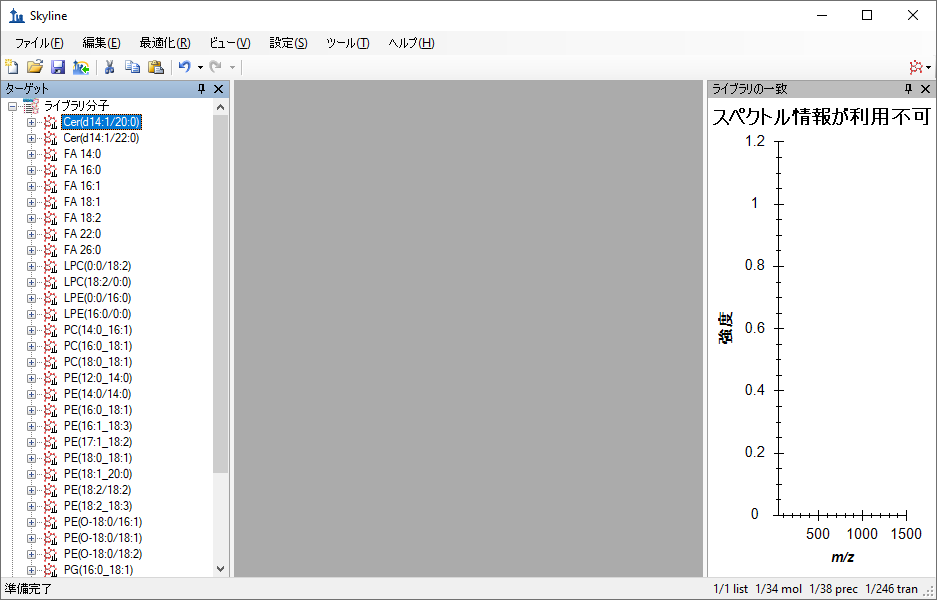 Skyline
ファイル(F) 編集(E) 最適化(R) ビュー(V) 設定(S) ツール(T) ヘルプ(H)
ターゲット
ライブラリ分子
Cer(d14:1/20:0)
Cer(d14:1/22:0)
FA 14:0
FA 16:0
FA 16:1
FA 18:1
FA 18:2
FA 22:0
FA 26:0
LPC(0:0/18:2)
LPC(18:2/0:0)
LPE(0:0/16:0)
LPE(16:0/0:0)
PC(14:0_16:1)
PC(16:0_18:1)
PC(18:0_18:1)
PE(12:0_14:0)
PE(14:0/14:0)
PE(16:0_18:1)
PE(16:1_18:3)
PE(17:1_18:2)
PE(18:0_18:1)
PE(18:1_20:0)
PE(18:2/18:2)
PE(18:2_18:3)
PE(O-18:0/16:1)
PE(O-18:0/18:1)
PE(O-18:0/18:2)
PG(16:0_18:1)
ライブラリの一致
スペクトル情報が利用不可
1.2
1
0.8
0.6
0.4
0.2
0
強度
500 1000 1500
m/z
準備完了
1/1 list 1/34 mol 1/38 prec 1/246 tran